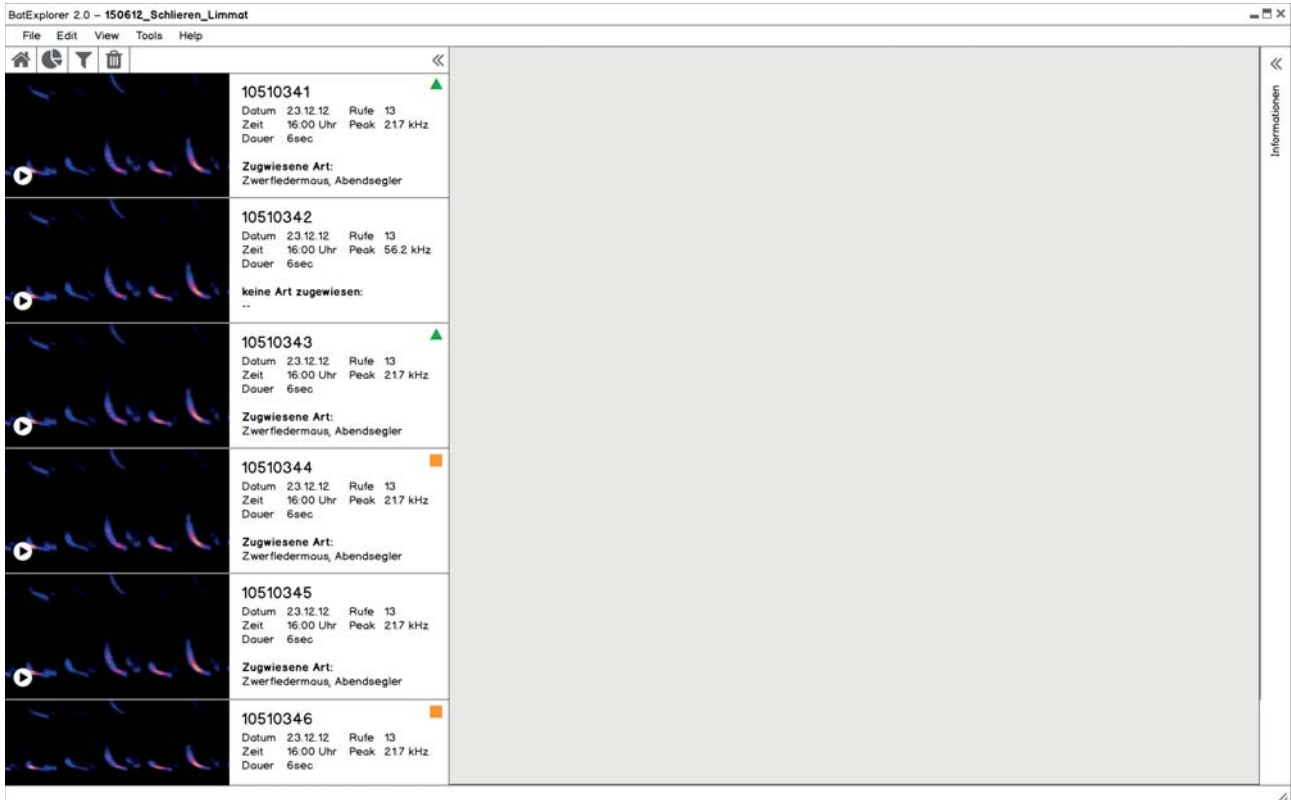 BatExplorer 2.0 – 150612_Schlieren_Limmat
File Edit View Tools Help
10510341
Datum 23.12.12 Rufe 13
Zeit 16:00 Uhr Peak 21.7 kHz
Dauer 6sec
Zugwiesene Art:
Zwerfledermaus, Abendsegler
10510342
Datum 23.12.12 Rufe 13
Zeit 16:00 Uhr Peak 56.2 kHz
Dauer 6sec
keine Art zugewiesen:
--
10510343
Datum 23.12.12 Rufe 13
Zeit 16:00 Uhr Peak 21.7 kHz
Dauer 6sec
Zugwiesene Art:
Zwerfledermaus, Abendsegler
10510344
Datum 23.12.12 Rufe 13
Zeit 16:00 Uhr Peak 21.7 kHz
Dauer 6sec
Zugwiesene Art:
Zwerfledermaus, Abendsegler
10510345
Datum 23.12.12 Rufe 13
Zeit 16:00 Uhr Peak 21.7 kHz
Dauer 6sec
Zugwiesene Art:
Zwerfledermaus, Abendsegler
10510346
Datum 23.12.12 Rufe 13
Zeit 16:00 Uhr Peak 21.7 kHz
Dauer 6sec
Informationen